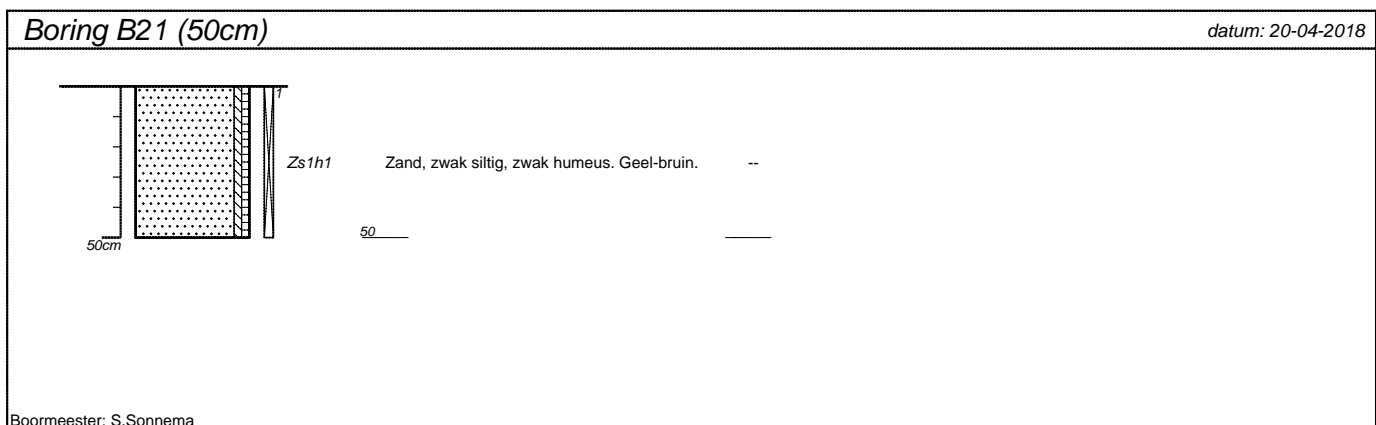 Boring B21 (50cm)
datum: 20-04-2018
1
Zs1h1 Zand, zwak siltig, zwak humeus. Geel-bruin. --
50cm
50
Boormeester: S.Sonnema